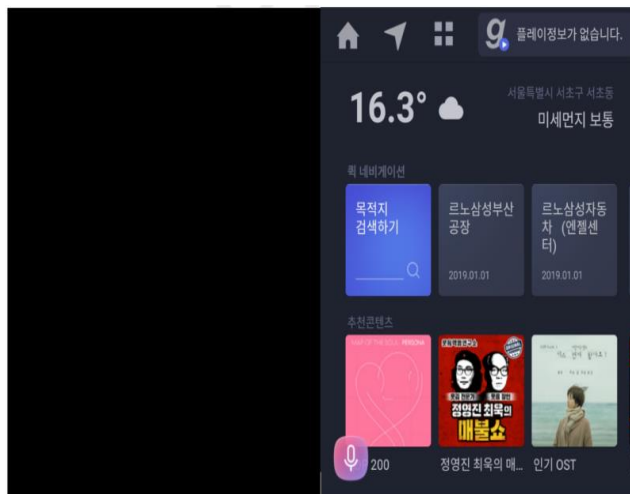 g 플레이정보가 없습니다.
16.3°
서울특별시 서초구 서초동
미세먼지 보통
퀵 네비게이션
목적지
검색하기
르노삼성부산
공장
2019.01.01
르노삼성자동
차 (엔젤센
터)
2019.01.01
추천콘텐츠
MAP OF THE SOUL : PERSONA
정영진 최욱의
매불쇼
200
정영진 최욱의 매...
인기 OST